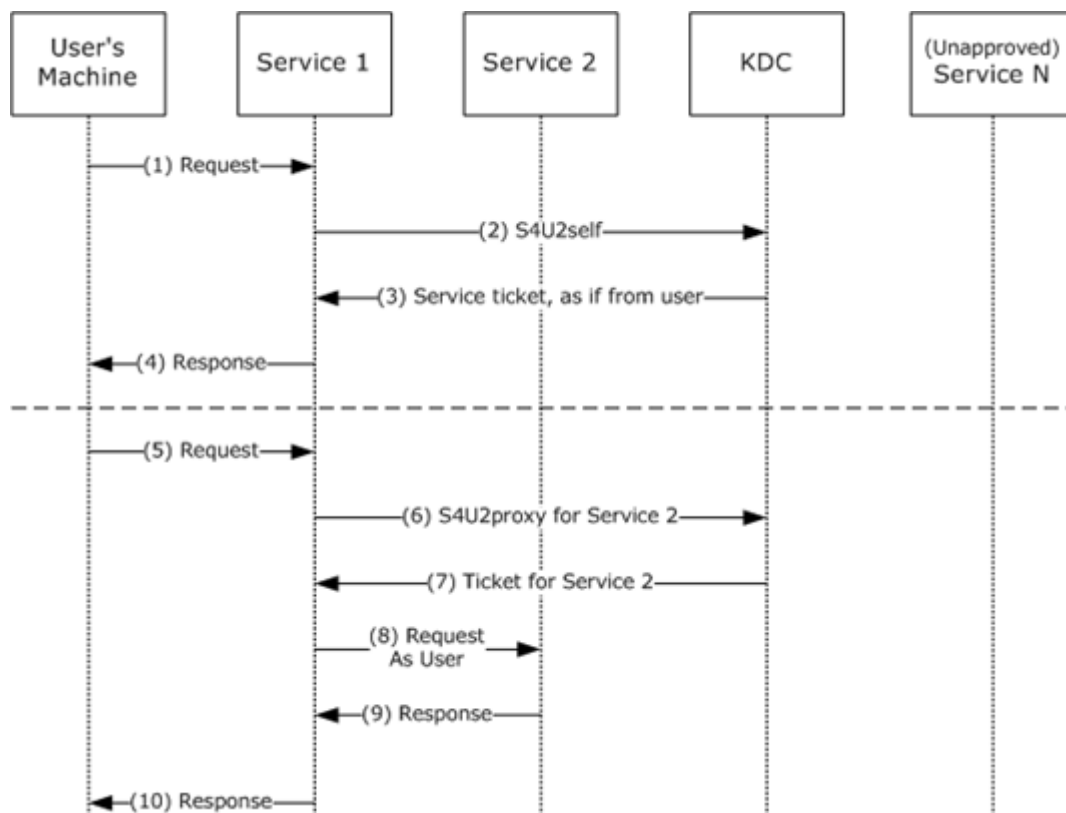 User's
Machine
Service 1
Service 2
KDC
(Unapproved)
Service N
(1) Request
(2) S4U2self
(3) Service ticket, as if from user
(4) Response
(5) Request
(6) S4U2proxy for Service 2
(7) Ticket for Service 2
(8) Request
As User
(9) Response
(10) Response